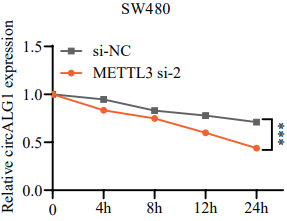 SW480
Relative circALG1 expression
1.5
1.0
0.5
0.0
si-NC
METTL3 si-2
***
0 4h 8h 12h 24h